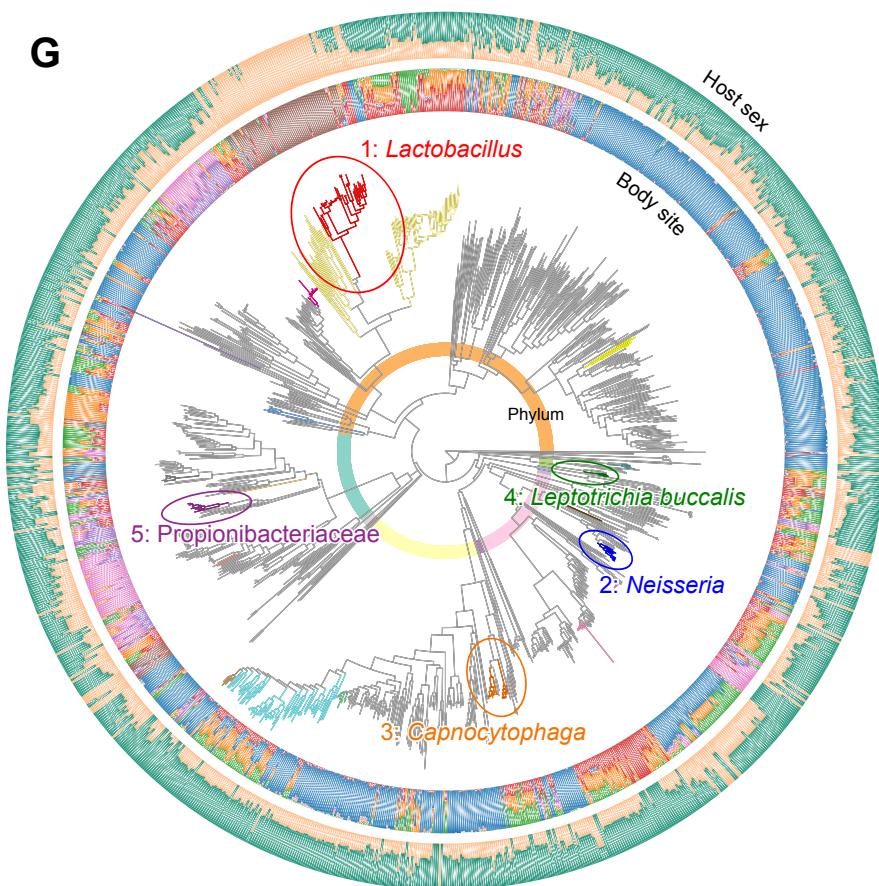 G
Host sex
1: Lactobacillus
Body site
Phylum
4: Leptotrichia buccalis
5: Propionibacteriaceae
2: Neisseria
3: Capnocytophaga